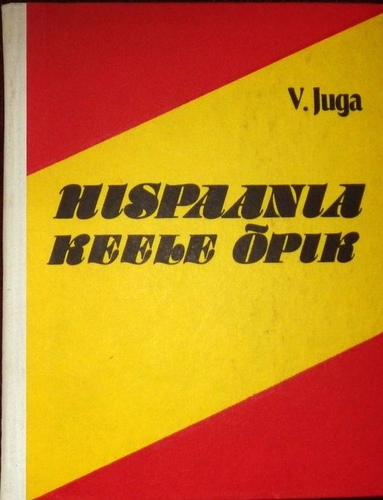 V. Juga
HISPAANIA
KEELE ÕPIK